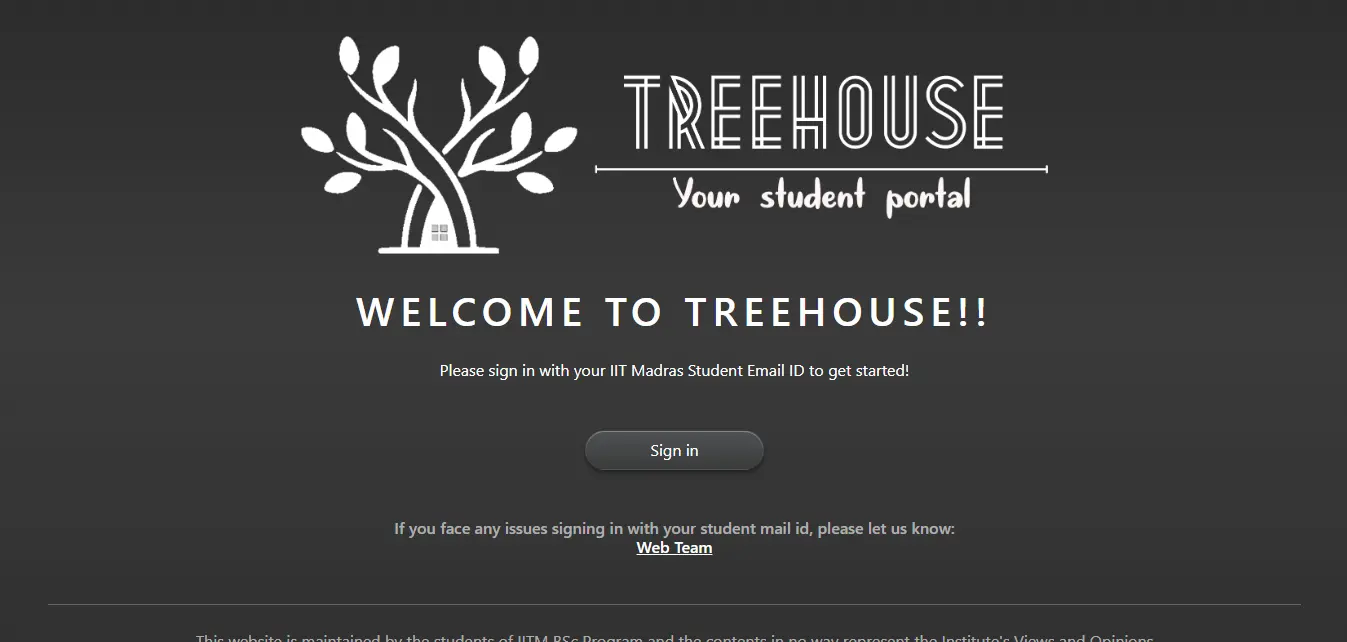 TREEHOUSE
Your student portal
WELCOME TO TREEHOUSE!!
Please sign in with your IIT Madras Student Email ID to get started!
Sign in
If you face any issues signing in with your student mail id, please let us know:
Web Team
This website is maintained by the students of IITM BSc Program and the contents in no way represent the Institute's Views and Opinions